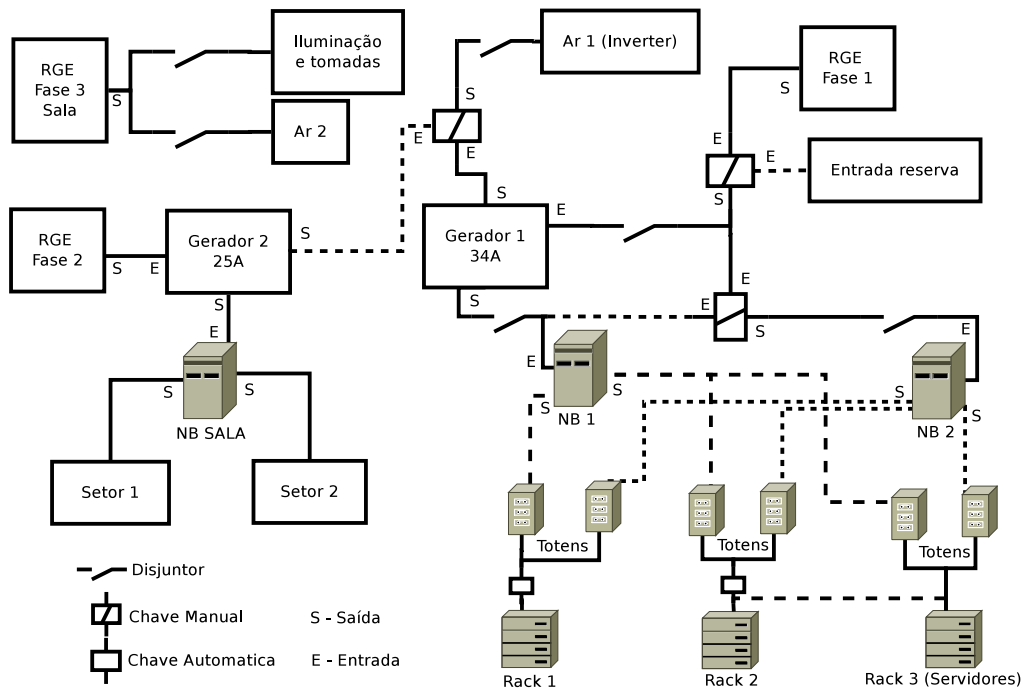 RGE
Fase 3
Sala
S
Iluminação
e tomadas
Ar 2
S
Ar 1 (Inverter)
E
E
RGE
Fase 1
S
E
E
S
Entrada reserva
RGE
Fase 2
S
E
Gerador 2
25A
S
S
E
S
Gerador 1
34A
E
S
E
E
S
E
NB SALA
S
S
Setor 1
Setor 2
E
S
S
NB 1
E
S
S
NB 2
Totens
Totens
Totens
Rack 1
Rack 2
Rack 3 (Servidores)
Disjuntor
Chave Manual
Chave Automatica
S - Saída
E - Entrada